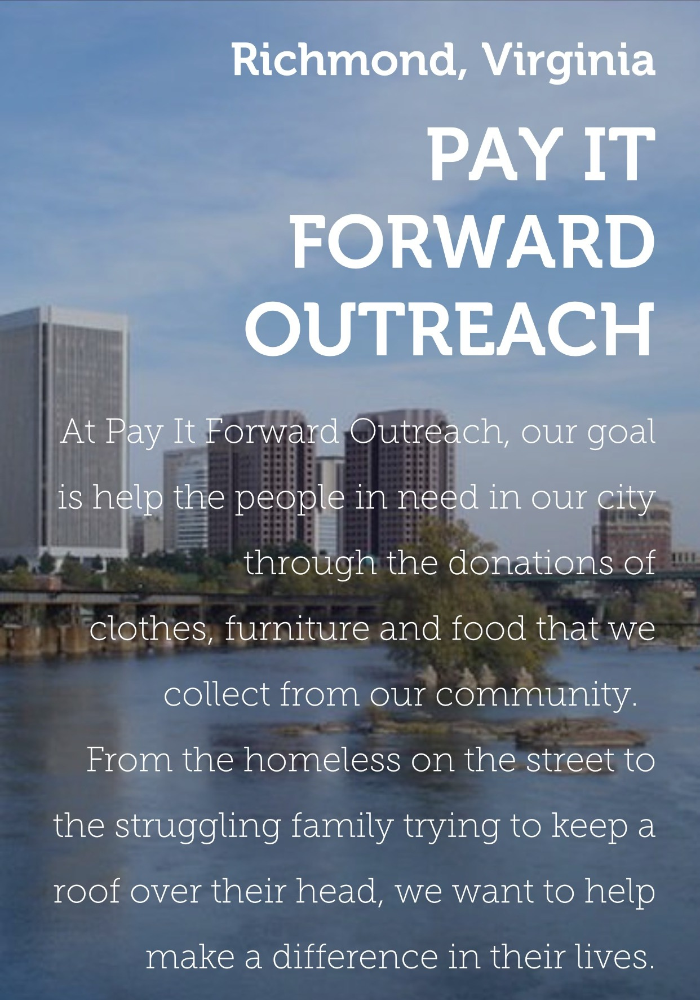 Richmond, Virginia
PAY IT
FORWARD
OUTREACH
At Pay It Forward Outreach, our goal
is help the people in need in our city
through the donations of
clothes, furniture and food that we
collect from our community.
From the homeless on the street to
the struggling family trying to keep a
roof over their head, we want to help
make a difference in their lives.